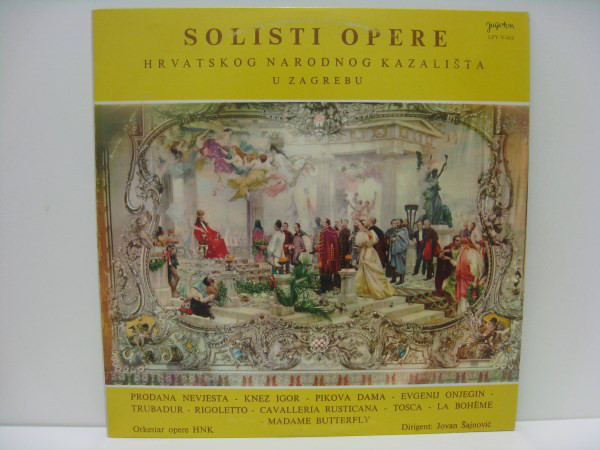 Jugoton
SOLISTI OPERE
HRVATSKOG NARODNOG KAZALIŠTA
U ZAGREBU
PRODANA NEVJESTA - KNEZ IGOR - PIKOVA DAMA - EVGENIJ ONJEGIN -
TRUBADUR - RIGOLETTO - CAVALLERIA RUSTICANA - TOSCA - LA BOHÈME
- MADAME BUTTERFLY
Orkestar opere HNK Dirigent: Jovan Šajnović